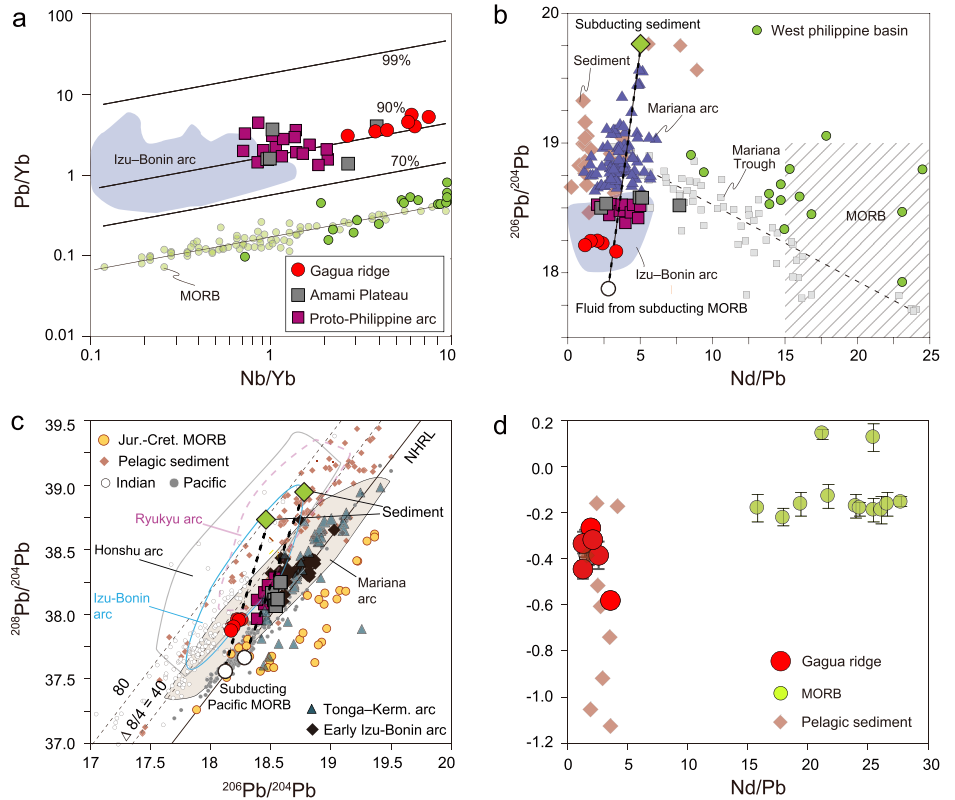 a
100
10
1
0.1
0.01
Pb/Yb
99%
90%
70%
Izu–Bonin arc
MORB
Gagua ridge
Amami Plateau
Proto-Philippine arc
0.1
1
10
Nb/Yb
b
20
19
18
206Pb/204Pb
Subducting sediment
West philippine basin
Sediment
Mariana arc
Mariana
Trough
MORB
Izu–Bonin arc
Fluid from subducting MORB
0
5
10
15
20
25
Nd/Pb
c
39.5
39.0
38.5
38.0
37.5
37.0
208Pb/204Pb
Jur.-Cret. MORB
Pelagic sediment
Indian
Pacific
NHRL
Ryukyu arc
Sediment
Honshu arc
Izu-Bonin
arc
Mariana
arc
80
Δ 8/4 = 40
Subducting
Pacific MORB
Tonga–Kerm. arc
Early Izu-Bonin arc
17
17.5
18
18.5
19
19.5
20
206Pb/204Pb
d
0.2
0.0
-0.2
-0.4
-0.6
-0.8
-1.0
-1.2
Gagua ridge
MORB
Pelagic sediment
0
5
10
15
20
25
30
Nd/Pb